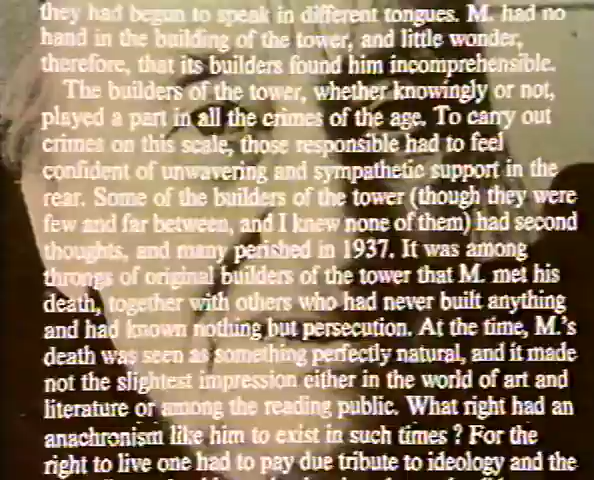 they had begun to speak in different tongues. M. had no
hand in the building of the tower, and little wonder,
therefore, that its builders found him incomprehensible.
The builders of the tower, whether knowingly or not,
played a part in all the crimes of the age. To carry out
crimes on this scale, those responsible had to feel
confident of unwavering and sympathetic support in the
rear. Some of the builders of the tower (though they were
few and far between, and I knew none of them) had second
thoughts, and many perished in 1937. It was among
throngs of original builders of the tower that M. met his
death, together with others who had never built anything
and had known nothing but persecution. At the time, M.'s
death was seen as something perfectly natural, and it made
not the slightest impression either in the world of art and
literature or among the reading public. What right had an
anachronism like him to exist in such times ? For the
right to live one had to pay due tribute to ideology and the